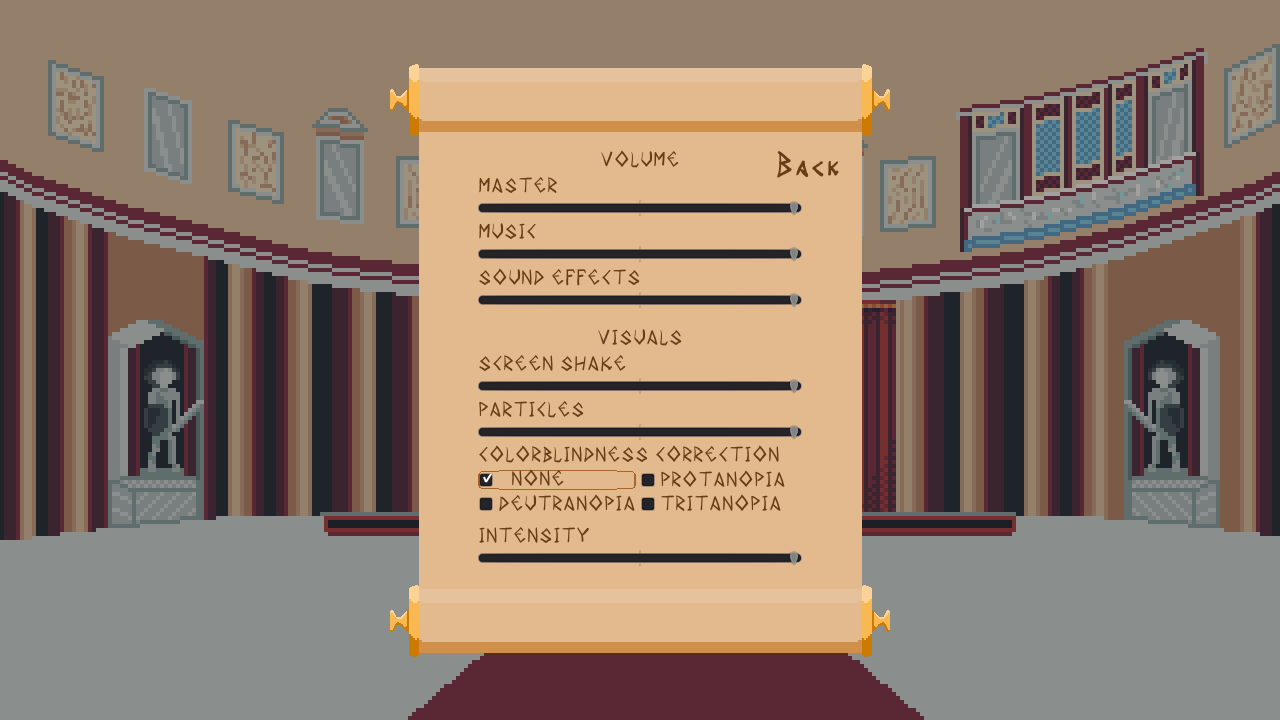 VOLUME
BACK
MASTER
MUSIC
SOUND EFFECTS
VISUALS
SCREEN SHAKE
PARTICLES
COLORBLINDNESS CORRECTION
NONE PROTANOPIA
DEUTRANOPIA TRITANOPIA
INTENSITY